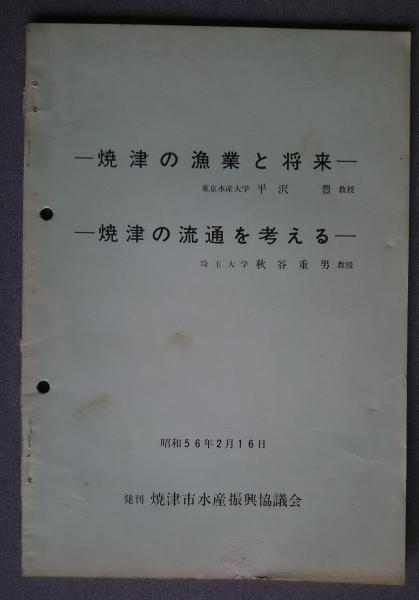 ―焼津の漁業と将来―
東京水産大学 平沢 豊 教授
―焼津の流通を考える―
埼玉大学 秋谷重男 教授
昭和56年2月16日
発刊 焼津市水産振興協議会